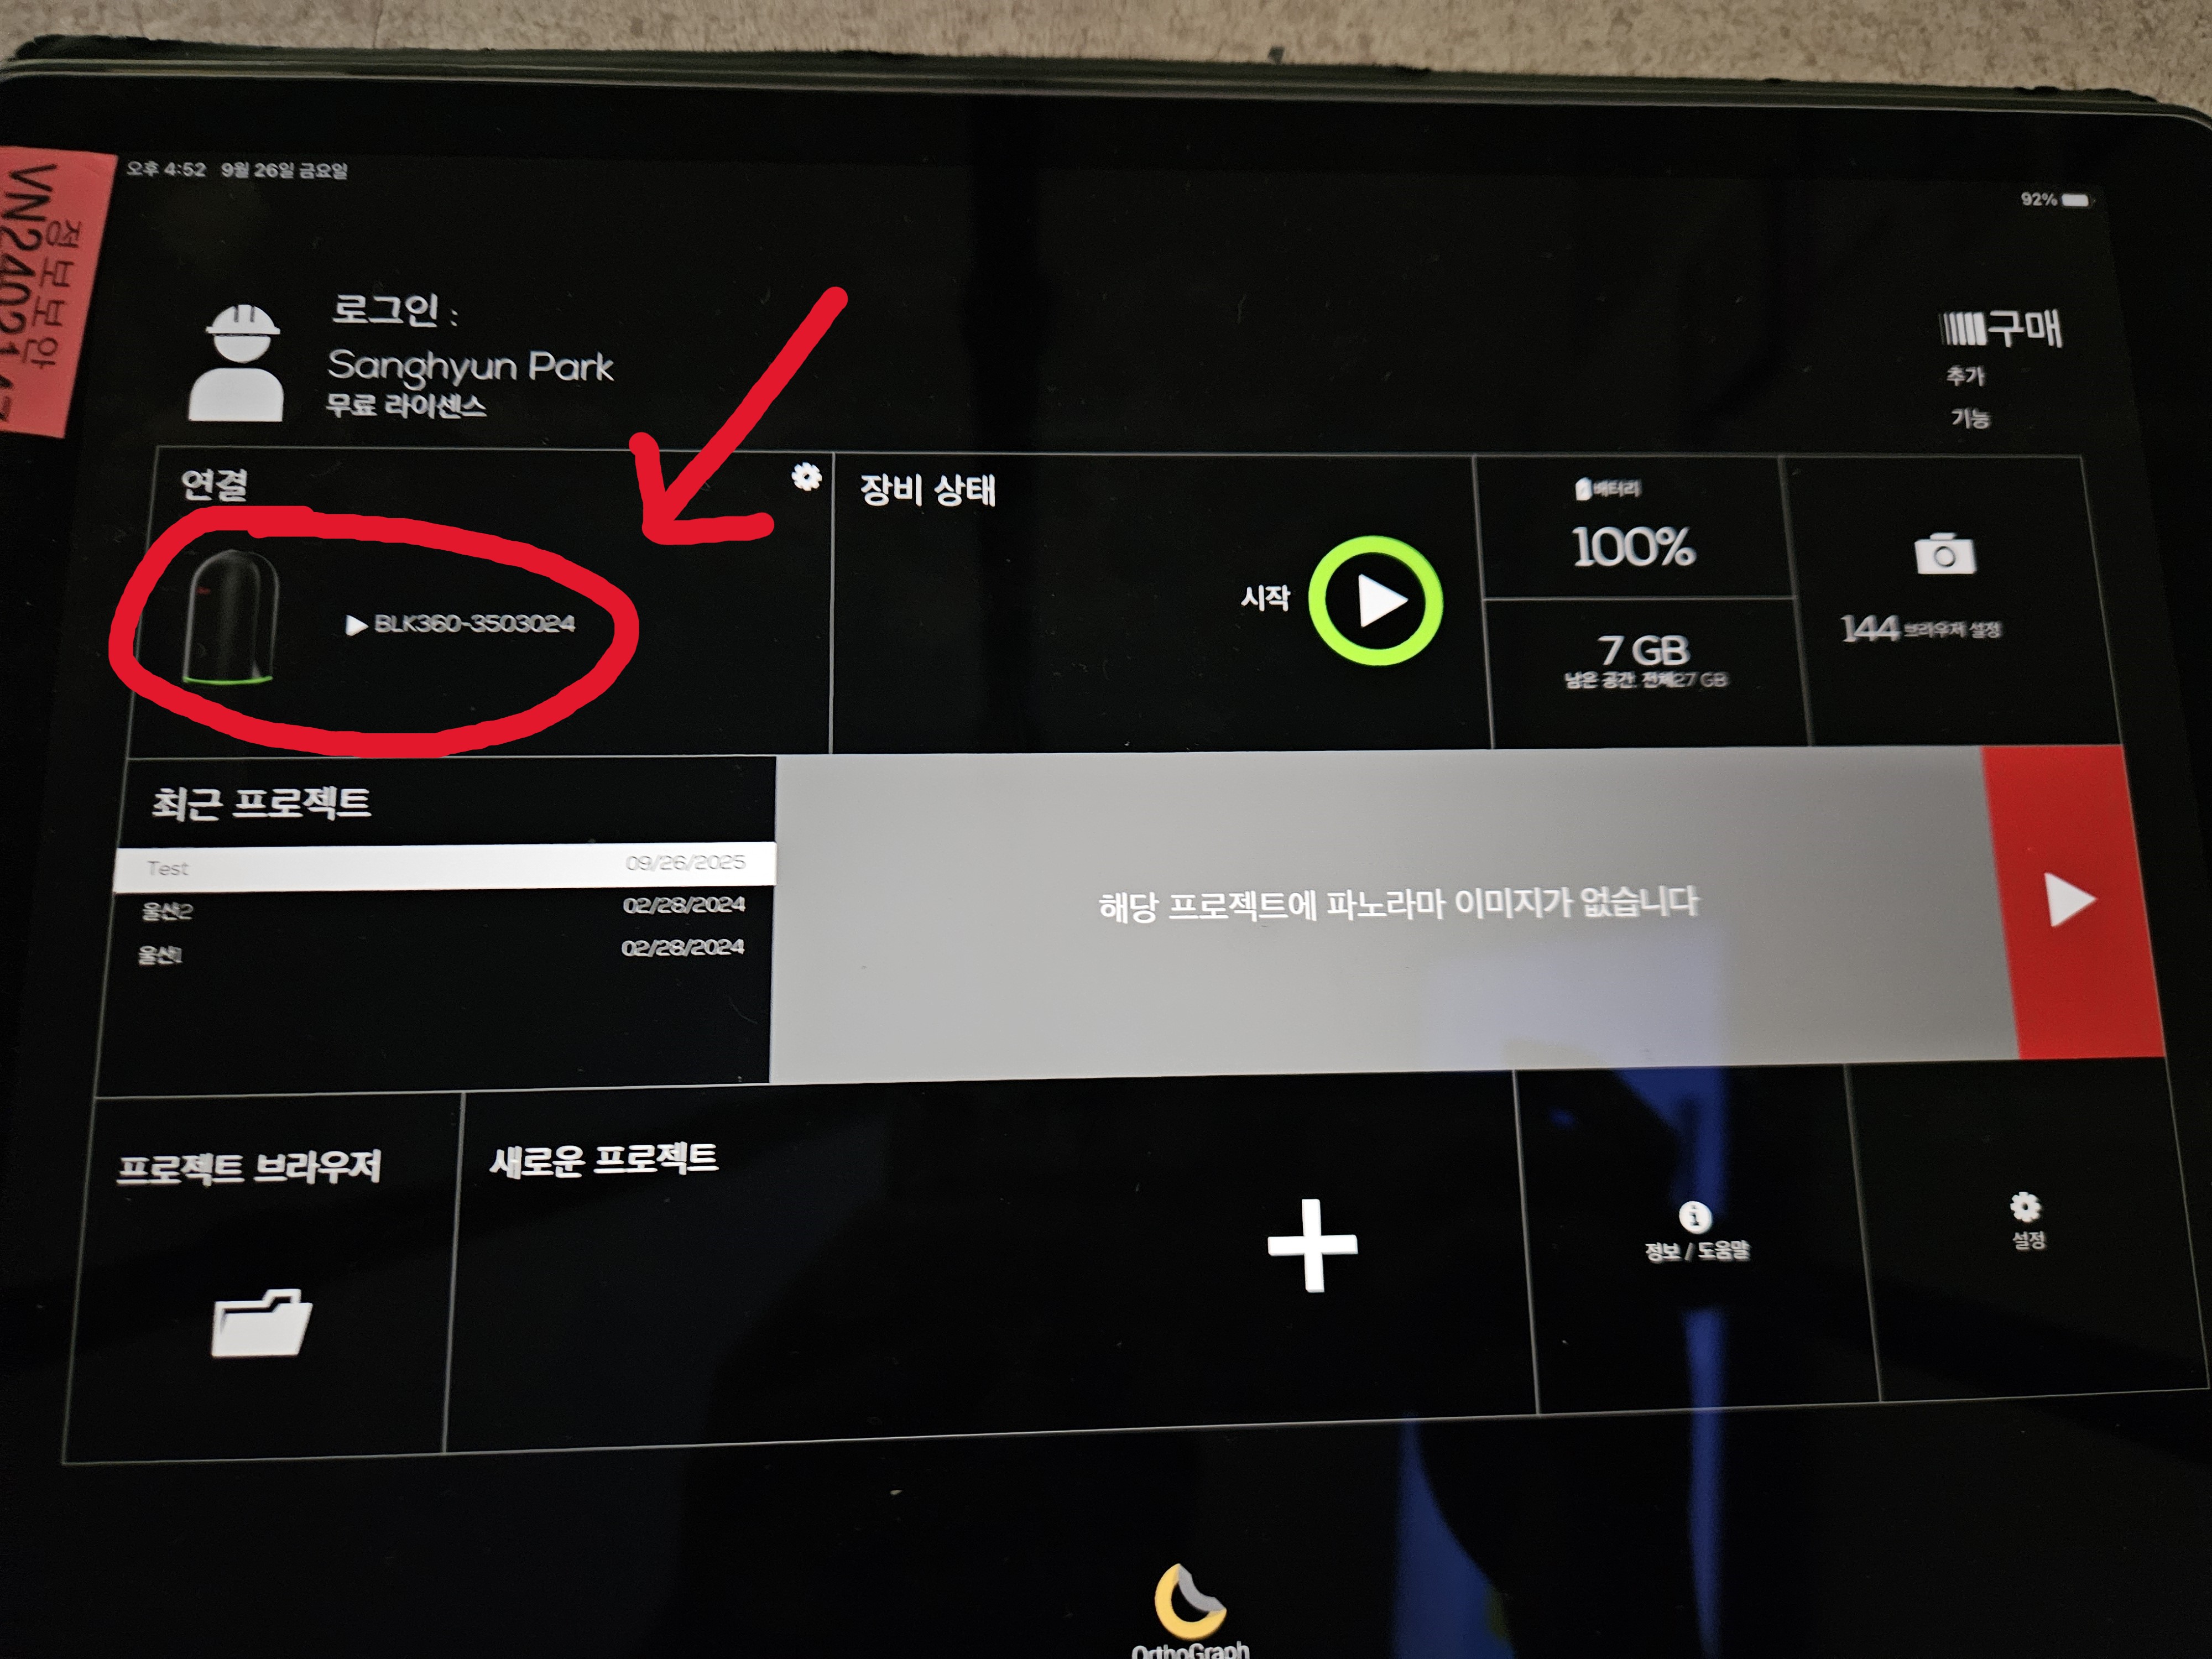 오후 4:52 9월 26일 금요일
92%
정보보안
로그인 :
Sanghyun Park
무료 라이센스
구매
추가
기능
연결
BLK360-3503024
장비 상태
시작
배터리
100%
7 GB
남은 공간, 전체27 GB
144 브라우저 설정
최근 프로젝트
Test 09/26/2025
울산2 02/28/2024
울산1 02/28/2024
해당 프로젝트에 파노라마 이미지가 없습니다
프로젝트 브라우저
새로운 프로젝트
정보 / 도움말
설정
OrthoGraph